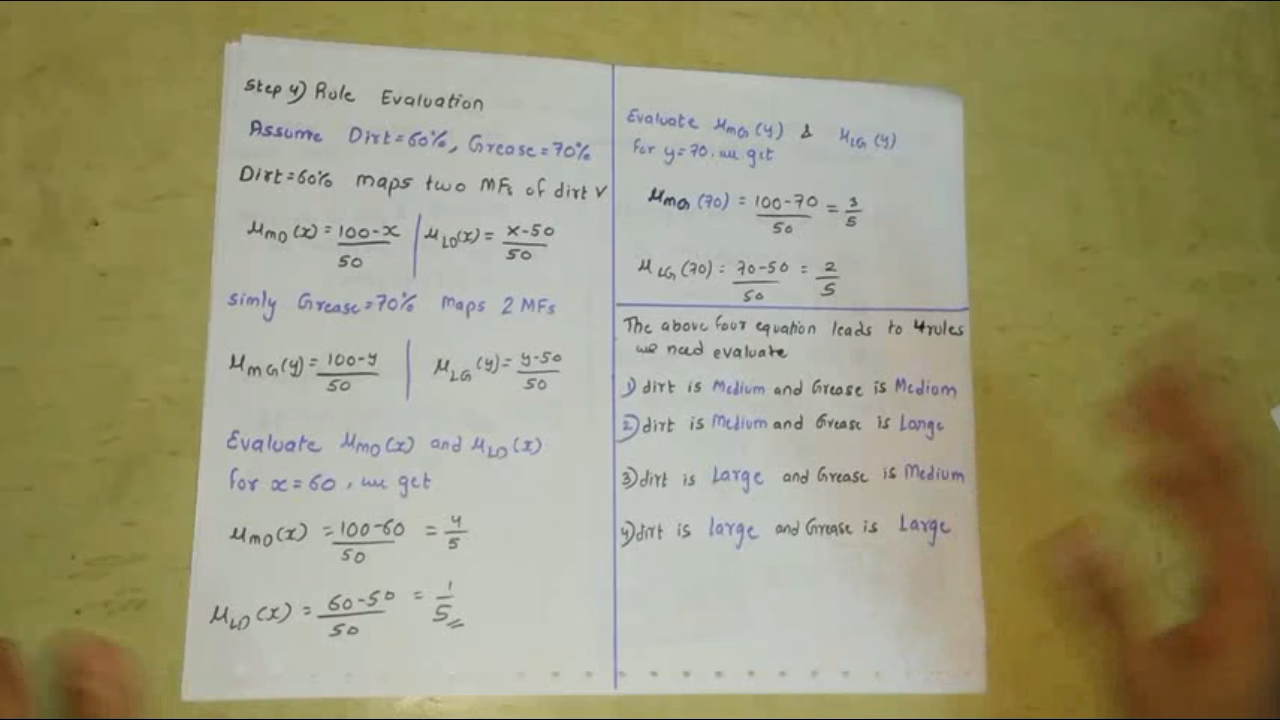 Step 4) Rule Evaluation
Assume Dirt=60%, Grease=70%
Dirt=60% maps two MFs of dirt V
μMD (x) = 100-x / 50 | μLD(x) = x-50 / 50
simly Grease=70% maps 2 MFs
μMG(y) = 100-y / 50 | μLG (y) = y-50 / 50
Evaluate μMD(x) and μLD(x)
for x=60, we get
μMD(x) = 100-60 / 50 = 4/5
μLD (x) = 60-50 / 50 = 1/5
Evaluate μMG(y) & μLG (y)
for y=70, we get
μMG (70) = 100-70 / 50 = 3/5
μLG (70) = 70-50 / 50 = 2/5
The above four equation leads to 4 rules
we need evaluate
1) dirt is Medium and Grease is Medium
2) dirt is Medium and Grease is Large
3) dirt is Large and Grease is Medium
4) dirt is large and Grease is Large